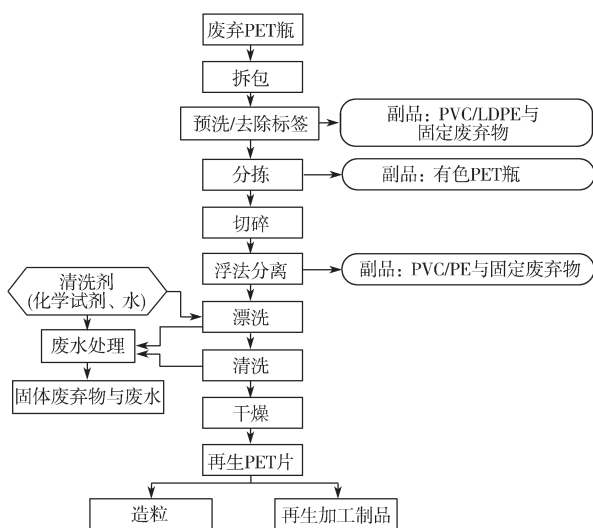 废弃PET瓶
拆包
预洗/去除标签
副品：PVC/LDPE与
固定废弃物
分拣
副品：有色PET瓶
切碎
浮法分离
副品：PVC/PE与固定废弃物
清洗剂
(化学试剂、水)
漂洗
废水处理
清洗
固体废弃物与废水
干燥
再生PET片
造粒
再生加工制品